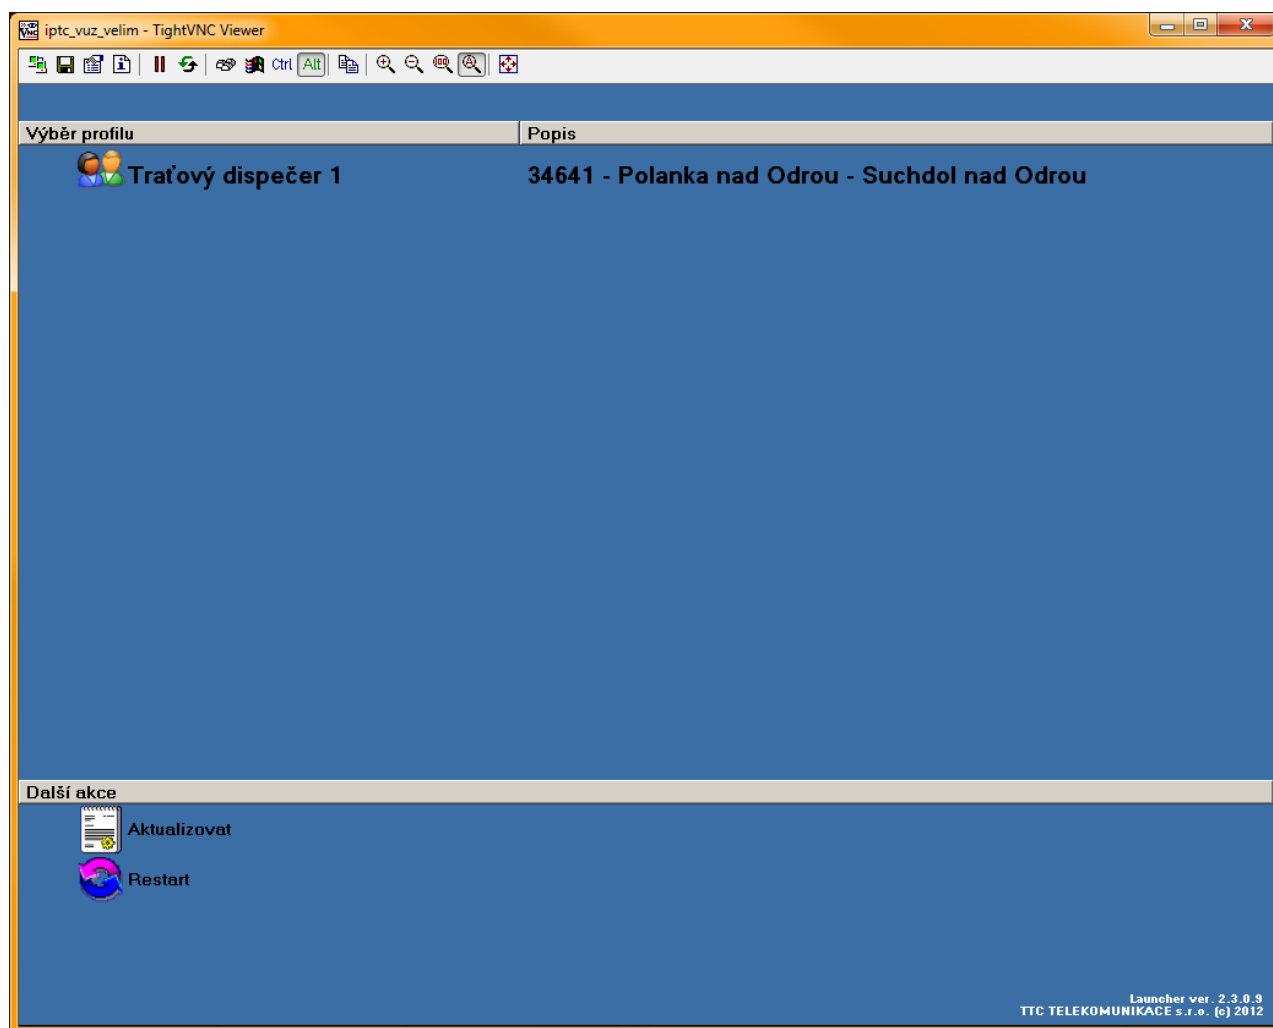 iptc_vuz_velim - TightVNC Viewer
Ctrl Alt
Výběr profilu Popis
Traťový dispečer 1 34641 - Polanka nad Odrou - Suchdol nad Odrou
Další akce
Aktualizovat
Restart
Launcher ver. 2.3.0.9
TTC TELEKOMUNIKACE s.r.o. (c) 2012